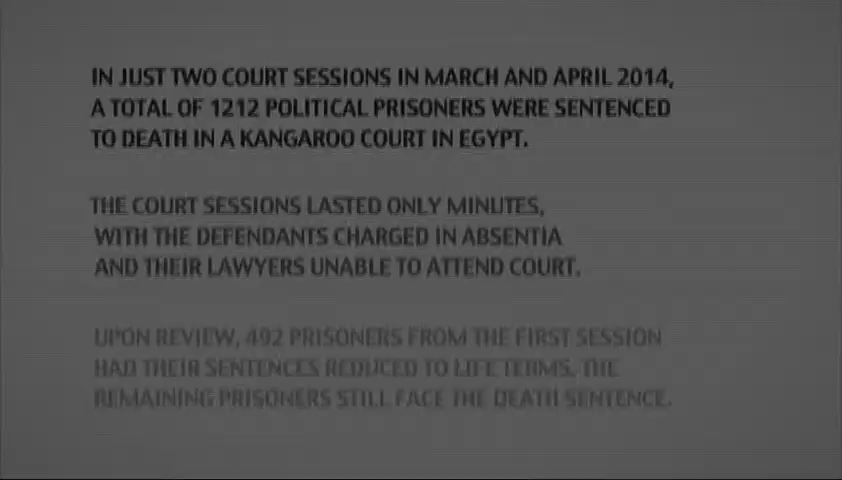 IN JUST TWO COURT SESSIONS IN MARCH AND APRIL 2014,
A TOTAL OF 1212 POLITICAL PRISONERS WERE SENTENCED
TO DEATH IN A KANGAROO COURT IN EGYPT.
THE COURT SESSIONS LASTED ONLY MINUTES,
WITH THE DEFENDANTS CHARGED IN ABSENTIA
AND THEIR LAWYERS UNABLE TO ATTEND COURT.
UPON REVIEW, 492 PRISONERS FROM THE FIRST SESSION
HAD THEIR SENTENCES REDUCED TO LIFE TERMS. THE
REMAINING PRISONERS STILL FACE THE DEATH SENTENCE.